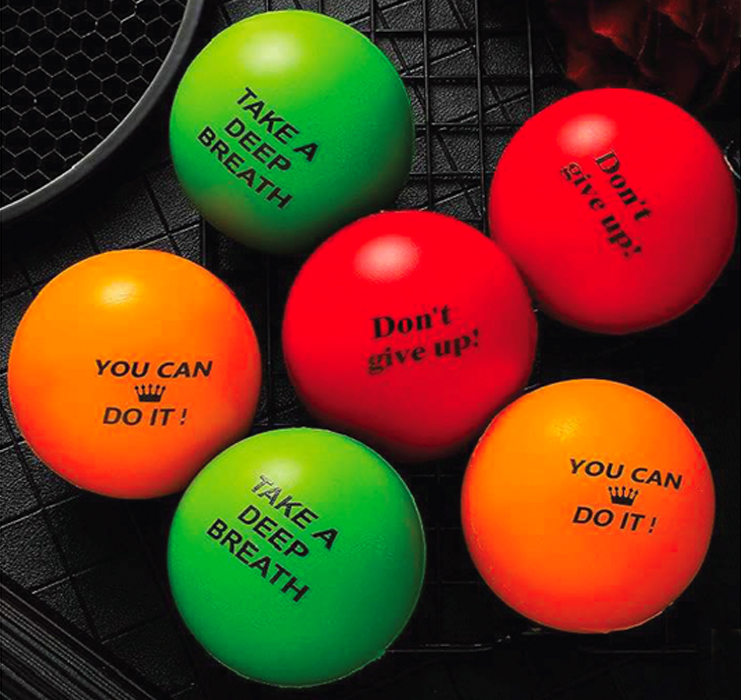 TAKE A
DEEP
BREATH
Don't
give up!
Don't
give up!
YOU CAN
DO IT !
YOU CAN
DO IT !
TAKE A
DEEP
BREATH